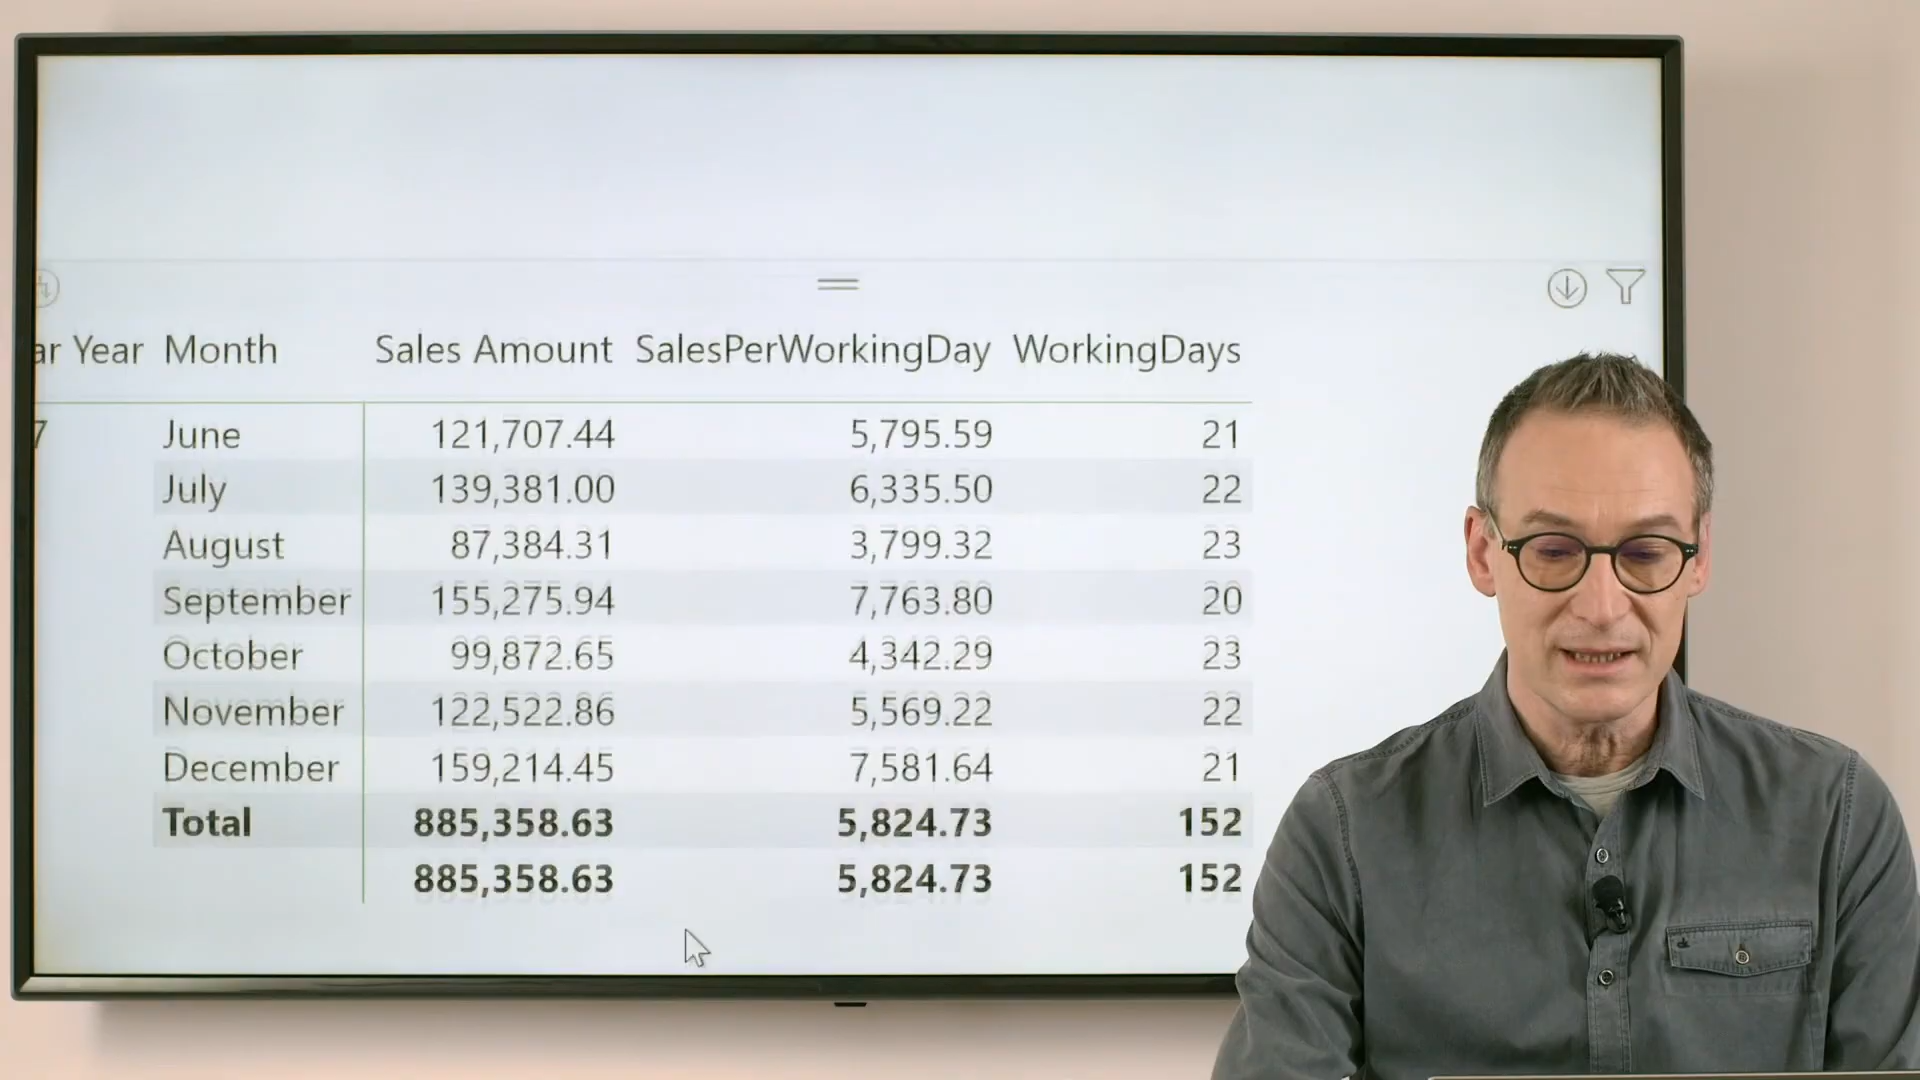 ar Year Month Sales Amount SalesPerWorkingDay WorkingDays
7 June 121,707.44 5,795.59 21
July 139,381.00 6,335.50 22
August 87,384.31 3,799.32 23
September 155,275.94 7,763.80 20
October 99,872.65 4,342.29 23
November 122,522.86 5,569.22 22
December 159,214.45 7,581.64 21
Total 885,358.63 5,824.73 152
885,358.63 5,824.73 152